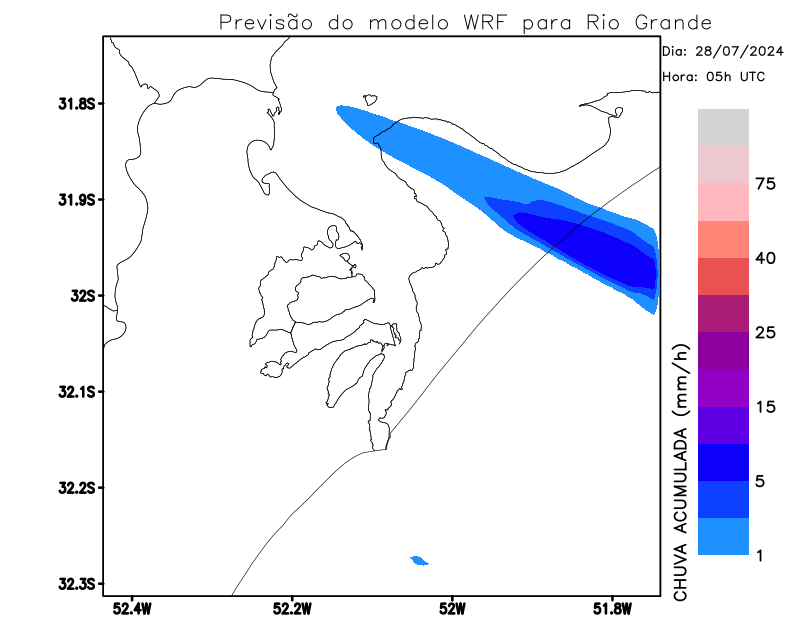 Previsão do modelo WRF para Rio Grande
Dia: 28/07/2024
Hora: 05h UTC
31.8S
31.9S
32S
32.1S
32.2S
32.3S
52.4W
52.2W
52W
51.8W
CHUVA ACUMULADA (mm/h)
75
40
25
15
5
1